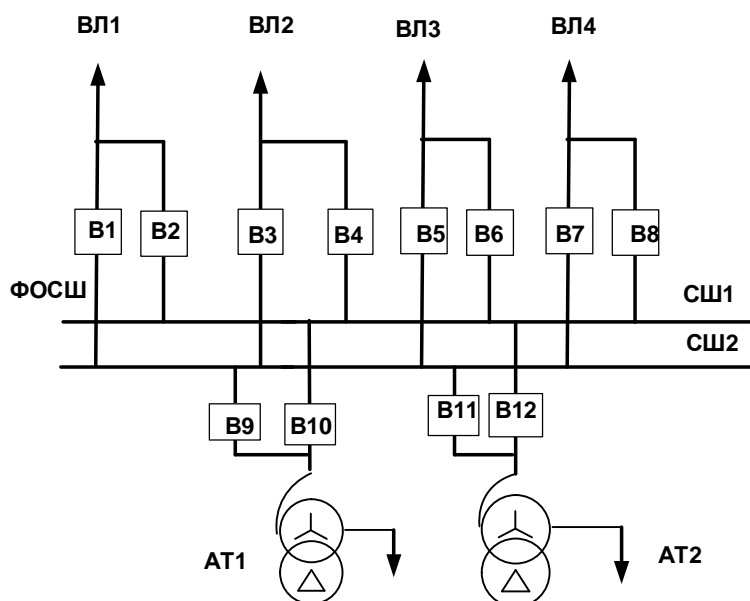 ВЛ1 ВЛ2 ВЛ3 ВЛ4
В1 В2 В3 В4 В5 В6 В7 В8
ФОСШ СШ1
СШ2
В9 В10 В11 В12
АТ1 АТ2